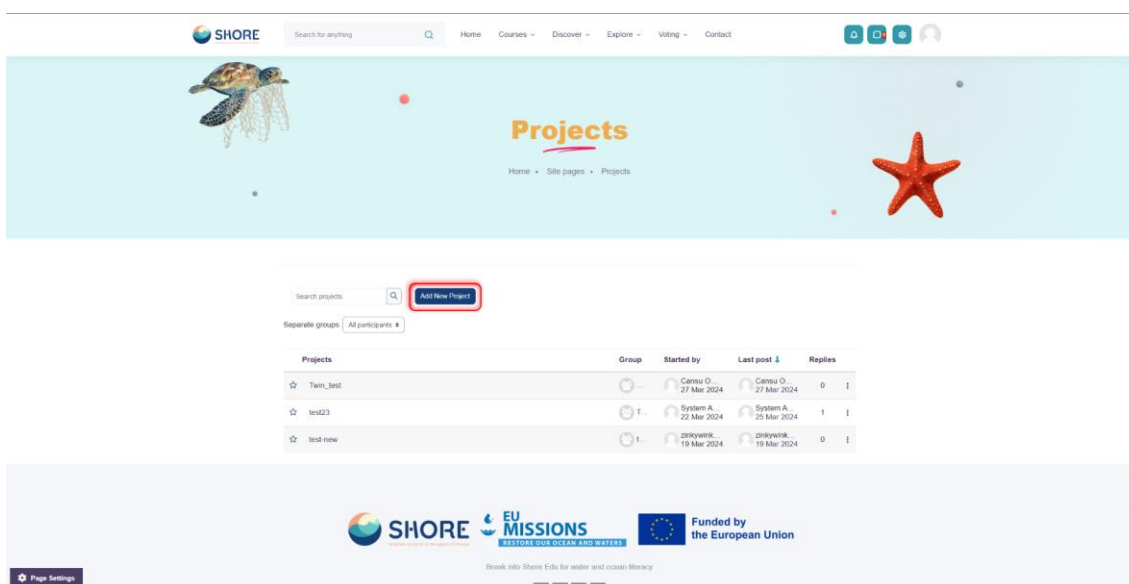 SHORE
Search for anything
Home Courses Discover Explore Voting Contact
Projects
Home • Site pages • Projects
Search projects
Add New Project
Separate groups All participants
Projects Group Started by Last post Replies
Twin_test ... Cansu O... 27 Mar 2024 Cansu O... 27 Mar 2024 0
test23 T... System A... 22 Mar 2024 System A... 25 Mar 2024 1
test-new t... zinkywink... 19 Mar 2024 zinkywink... 19 Mar 2024 0
SHORE
EU
MISSIONS
RESTORE OUR OCEAN AND WATERS
Funded by
the European Union
Break into Shore Edu for water and ocean literacy
Page Settings